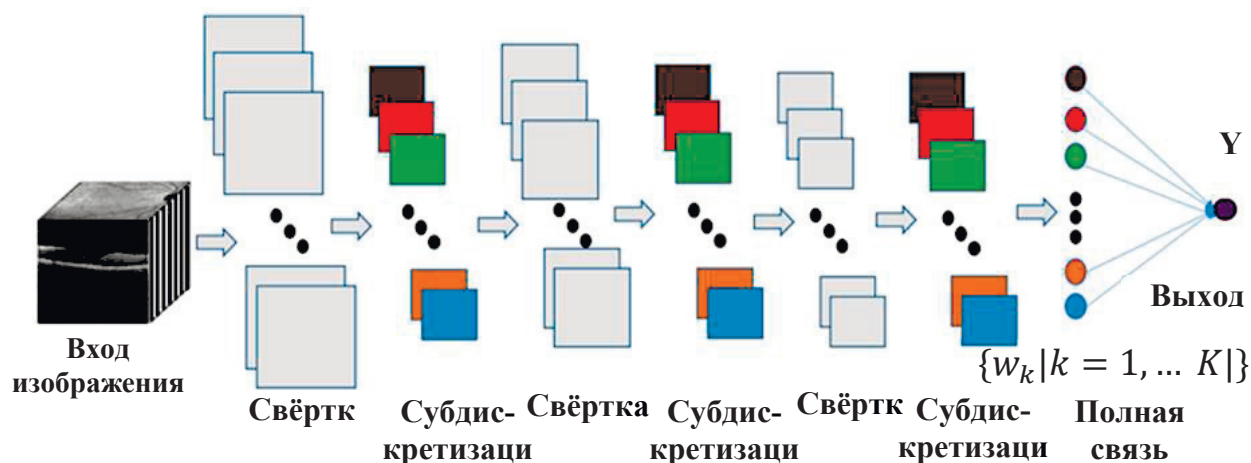 Y
Выход
Вход
изображения
{w_k|k = 1, … K|}
Свёртк
Субдис-
кретизаци
Свёртка
Субдис-
кретизаци
Свёртк
Субдис-
кретизаци
Полная
связь